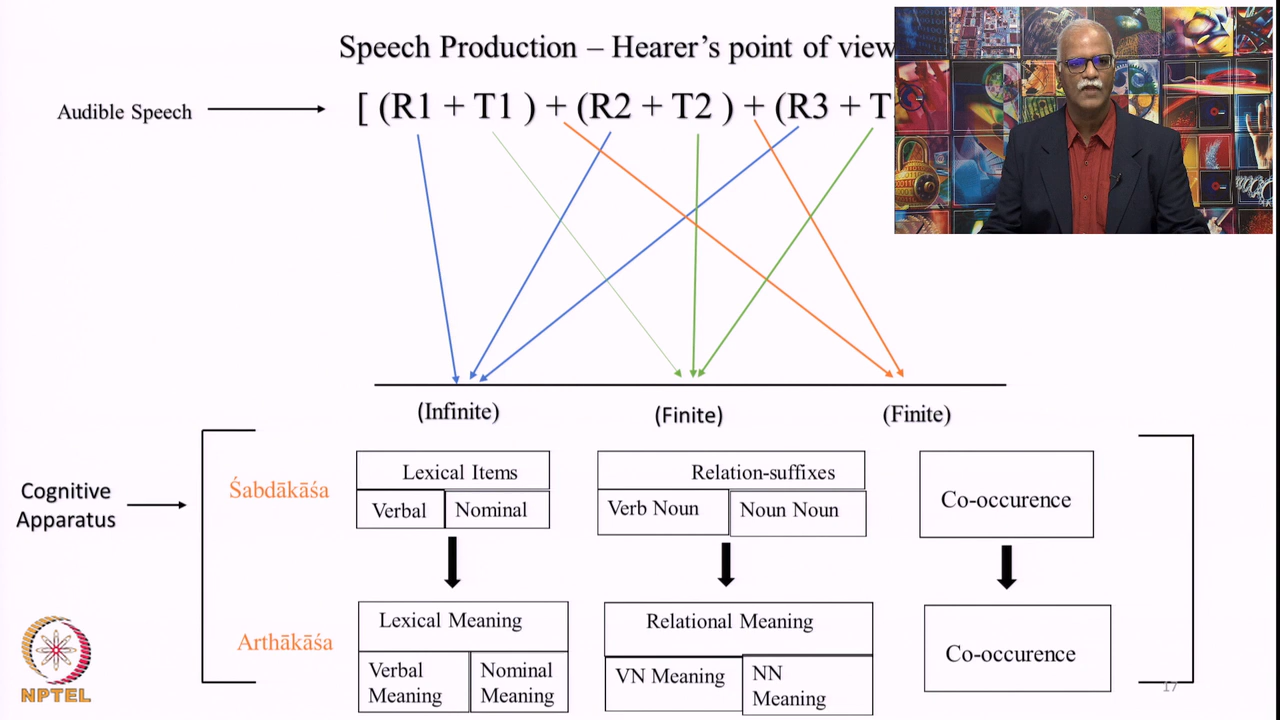 Speech Production – Hearer's point of view
Audible Speech
[ (R1 + T1 ) + (R2 + T2 ) + (R3 + T
(Infinite)
(Finite)
(Finite)
Cognitive
Apparatus
Śabdākāśa
Lexical Items
Verbal
Nominal
Relation-suffixes
Verb Noun
Noun Noun
Co-occurence
Arthākāśa
Lexical Meaning
Verbal
Meaning
Nominal
Meaning
Relational Meaning
VN Meaning
NN
Meaning
Co-occurence
17
NPTEL